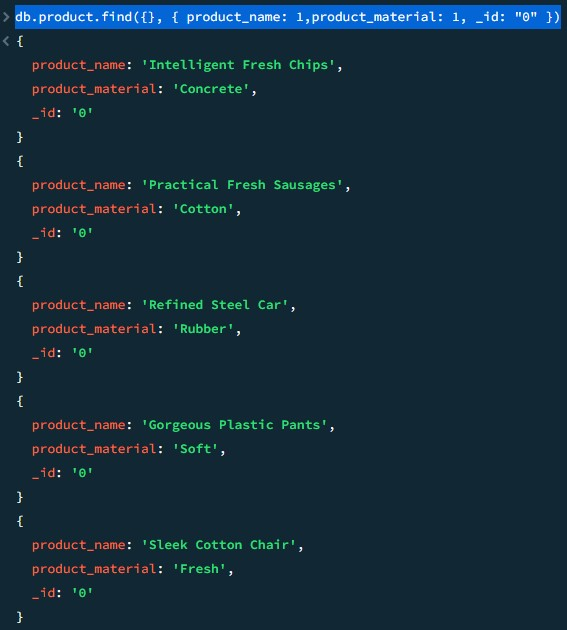 > db.product.find({}, { product_name: 1,product_material: 1, _id: "0" })
< {
product_name: 'Intelligent Fresh Chips',
product_material: 'Concrete',
_id: '0'
}
{
product_name: 'Practical Fresh Sausages',
product_material: 'Cotton',
_id: '0'
}
{
product_name: 'Refined Steel Car',
product_material: 'Rubber',
_id: '0'
}
{
product_name: 'Gorgeous Plastic Pants',
product_material: 'Soft',
_id: '0'
}
{
product_name: 'Sleek Cotton Chair',
product_material: 'Fresh',
_id: '0'
}